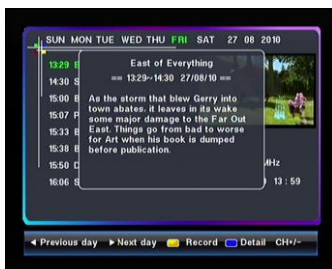 SUN MON TUE WED THU FRI SAT 27 08 2010
East of Everything
== 13:29~14:30 27/08/10 ==
As the storm that blew Gerry into
town abates. it leaves in its wake
some major damage to the Far Out
East. Things go from bad to worse
for Art when his book is dumped
before publication.
13:29 E
14:30 S
15:00 B
15:07 P
15:33 B
15:38 B
15:50 D
16:06 S
MHz
13:59
◄ Previous day ►Next day Record Detail CH+/-